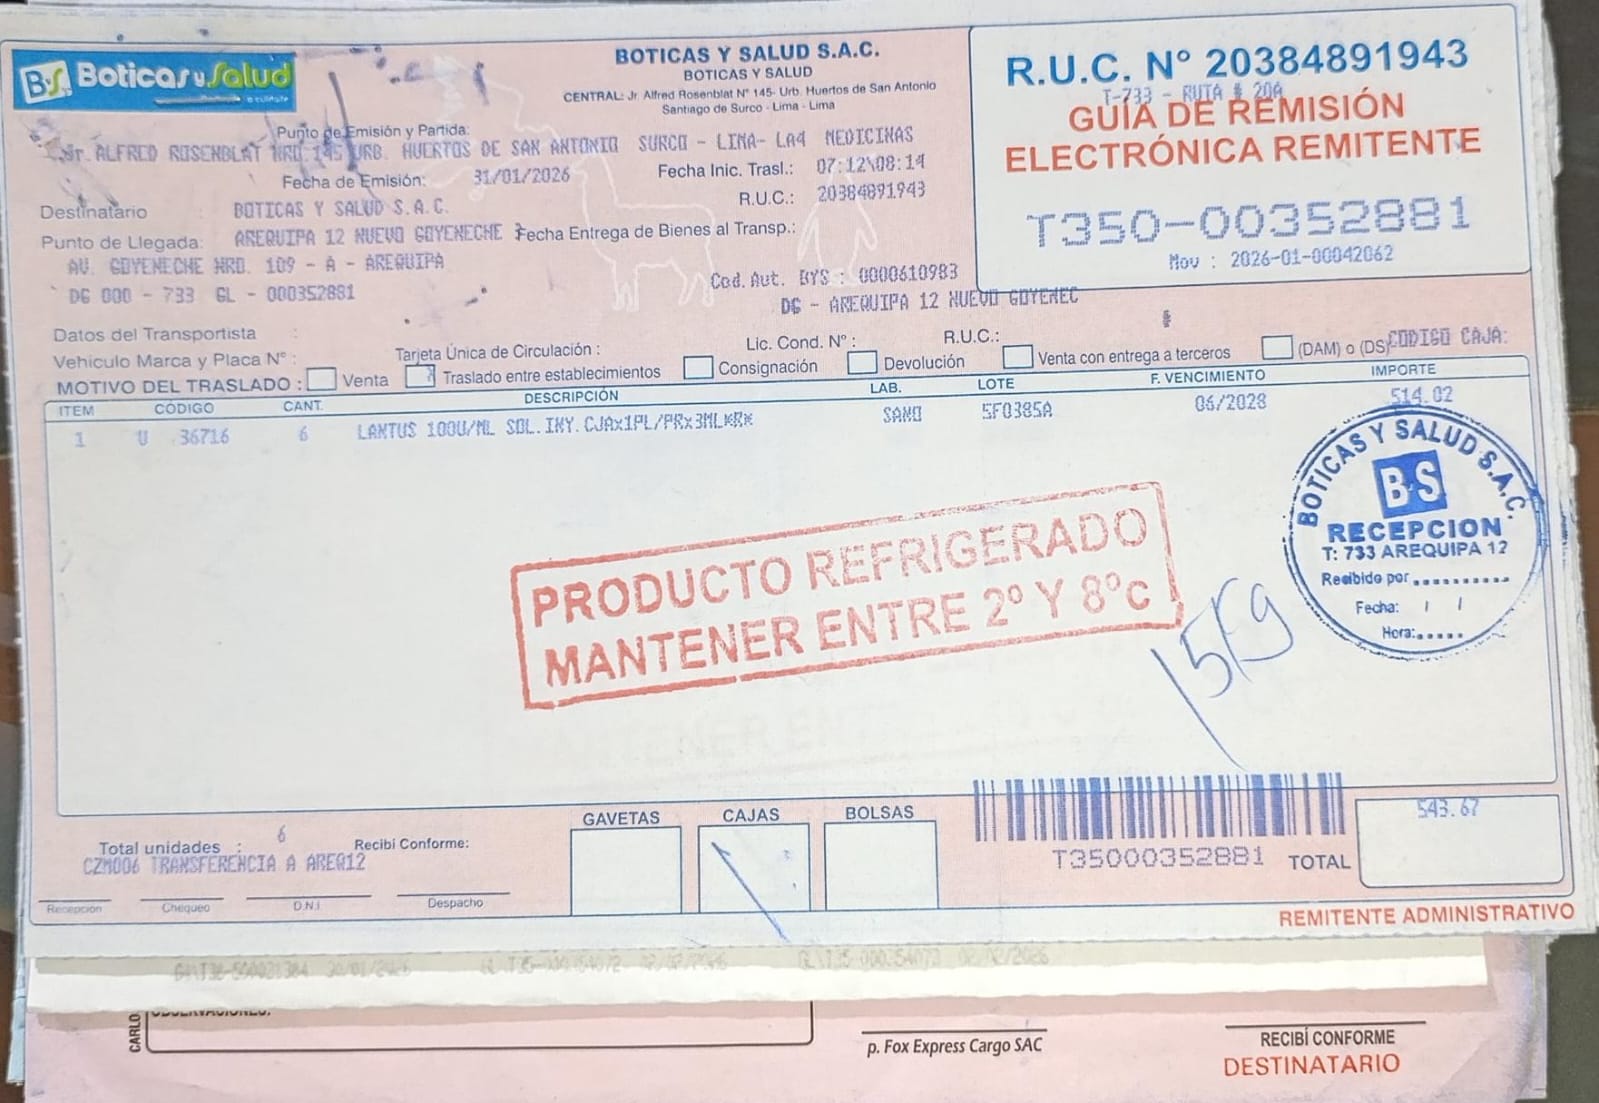 BS Boticas y Salud
BOTICAS Y SALUD S.A.C.
BOTICAS Y SALUD
CENTRAL: Jr. Alfred Rosenblat N° 145- Urb. Huertos de San Antonio
Santiago de Surco - Lima - Lima
R.U.C. N° 20384891943
T-733 - RUTA # 20A
GUÍA DE REMISIÓN
ELECTRÓNICA REMITENTE
T350-00352881
Mov : 2026-01-00042062
Punto de Emisión y Partida:
Jr. ALFRED ROSENBLAT NRO.145 URB. HUERTOS DE SAN ANTONIO SURCO - LIMA- LA4 MEDICINAS
Fecha de Emisión: 31/01/2026 Fecha Inic. Trasl.: 07:12\08:14
Destinatario : BOTICAS Y SALUD S.A.C. R.U.C.: 20384891943
Punto de Llegada: AREQUIPA 12 NUEVO GOYENECHE Fecha Entrega de Bienes al Transp.:
AV. GOYENECHE NRO. 109 - A - AREQUIPA
Cod. Aut. BYS : 0000610983
DG 000 - 733 GL - 000352881
DG - AREQUIPA 12 NUEVO GOYENEC
Datos del Transportista :
Vehiculo Marca y Placa N° : Tarjeta Única de Circulación : Lic. Cond. N° : R.U.C.:
CODIGO CAJA:
MOTIVO DEL TRASLADO : Venta Traslado entre establecimientos Consignación Devolución Venta con entrega a terceros (DAM) o (DS)
ITEM CÓDIGO CANT. DESCRIPCIÓN LAB. LOTE F. VENCIMIENTO IMPORTE
1 U 36716 6 LANTUS 100U/ML SOL.INY.CJAx1PL/PRx3ML*R* SANO 5F0385A 06/2028 514.02
BOTICAS Y SALUD S.A.C.
B·S
RECEPCION
T: 733 AREQUIPA 12
Recibido por ..........
Fecha: / /
Hora:.....
PRODUCTO REFRIGERADO
MANTENER ENTRE 2° Y 8°c
15Kg
GAVETAS CAJAS BOLSAS
543.67
Total unidades : 6 Recibí Conforme:
CZM006 TRANSFERENCIA A AREQ12
T35000352881 TOTAL
Recepcion Chequeo D.N.I Despacho
REMITENTE ADMINISTRATIVO
CARLO
OBSERVACIONES:
p. Fox Express Cargo SAC
RECIBÍ CONFORME
DESTINATARIO